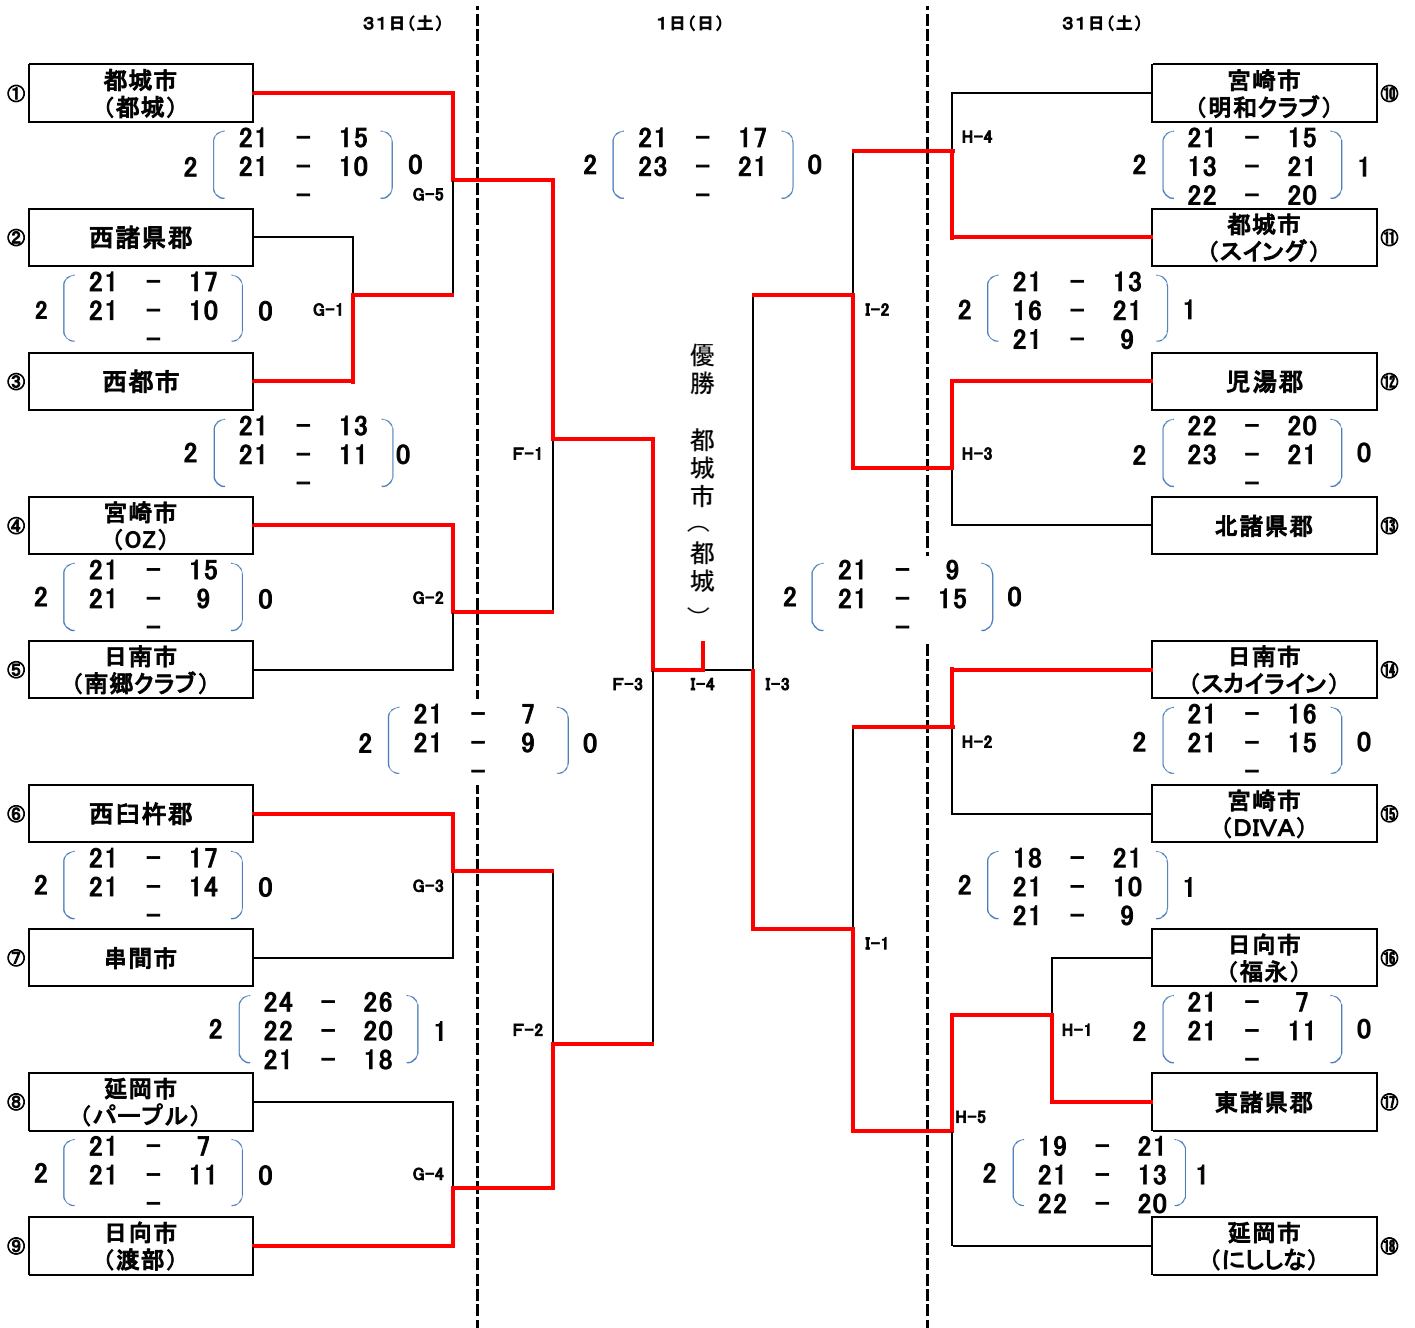 31日(土)
1日(日)
31日(土)
① 都城市
(都城)
21 - 15
2 21 - 10 0
-
G-5
② 西諸県郡
21 - 17
2 21 - 10 0
-
G-1
③ 西都市
21 - 13
2 21 - 11 0
-
F-1
④ 宮崎市
(OZ)
21 - 15
2 21 - 9 0
-
G-2
⑤ 日南市
(南郷クラブ)
21 - 7
2 21 - 9 0
-
F-3
⑥ 西臼杵郡
21 - 17
2 21 - 14 0
-
G-3
⑦ 串間市
24 - 26
2 22 - 20 1
21 - 18
F-2
⑧ 延岡市
(パープル)
21 - 7
2 21 - 11 0
-
G-4
⑨ 日向市
(渡部)
21 - 17
2 23 - 21 0
-
優勝 都城市(都城)
I-4
宮崎市 ⑩
(明和クラブ)
H-4
21 - 15
2 13 - 21 1
22 - 20
都城市 ⑪
(スイング)
21 - 13
2 16 - 21 1
21 - 9
I-2
児湯郡 ⑫
22 - 20
2 23 - 21 0
-
H-3
北諸県郡 ⑬
21 - 9
2 21 - 15 0
-
I-3
日南市 ⑭
(スカイライン)
21 - 16
2 21 - 15 0
-
H-2
宮崎市 ⑮
(DIVA)
18 - 21
2 21 - 10 1
21 - 9
I-1
日向市 ⑯
(福永)
21 - 7
2 21 - 11 0
-
H-1
東諸県郡 ⑰
H-5
19 - 21
2 21 - 13 1
22 - 20
延岡市 ⑱
(にししな)